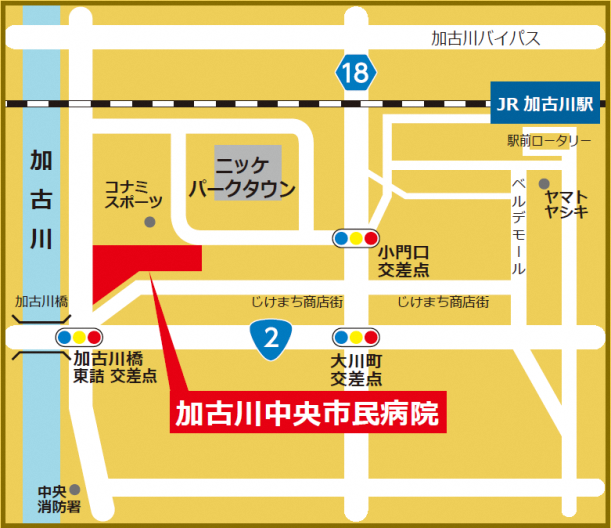 加古川バイパス
18
JR 加古川駅
駅前ロータリー
加古川
ニッケ
パークタウン
コナミ
スポーツ
ベルデモール
ヤマト
ヤシキ
小門口
交差点
加古川橋
じけまち商店街
じけまち商店街
2
加古川橋
東詰 交差点
大川町
交差点
加古川中央市民病院
中央
消防署